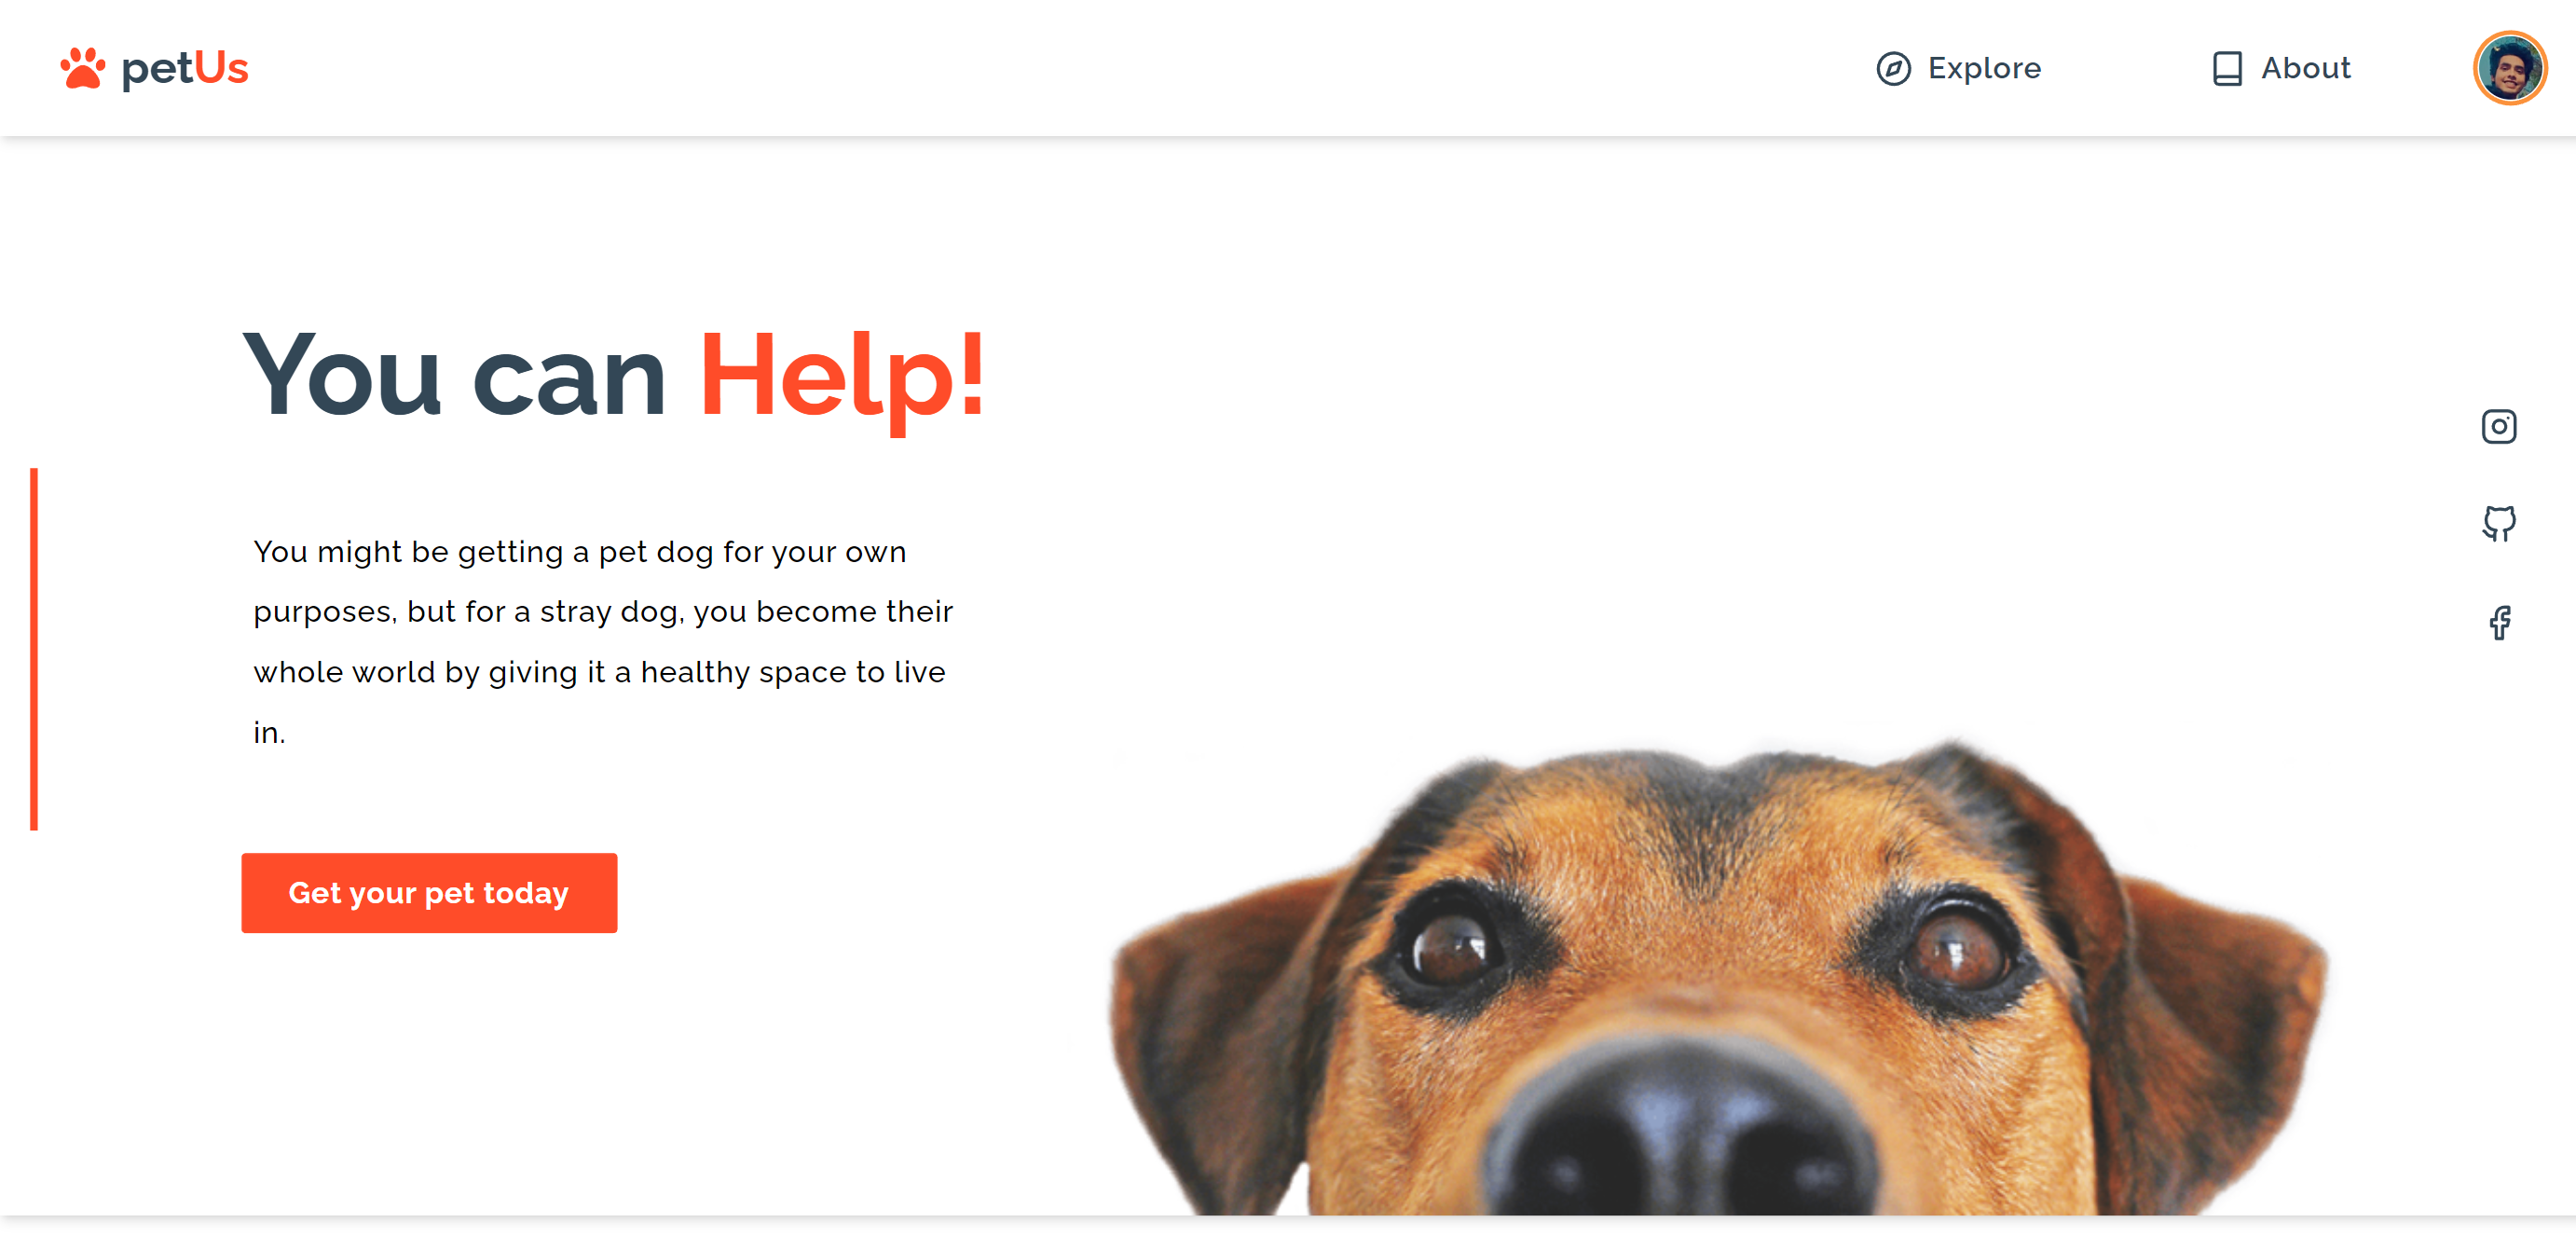 petUs
Explore
About
You can Help!
You might be getting a pet dog for your own
purposes, but for a stray dog, you become their
whole world by giving it a healthy space to live
in.
Get your pet today